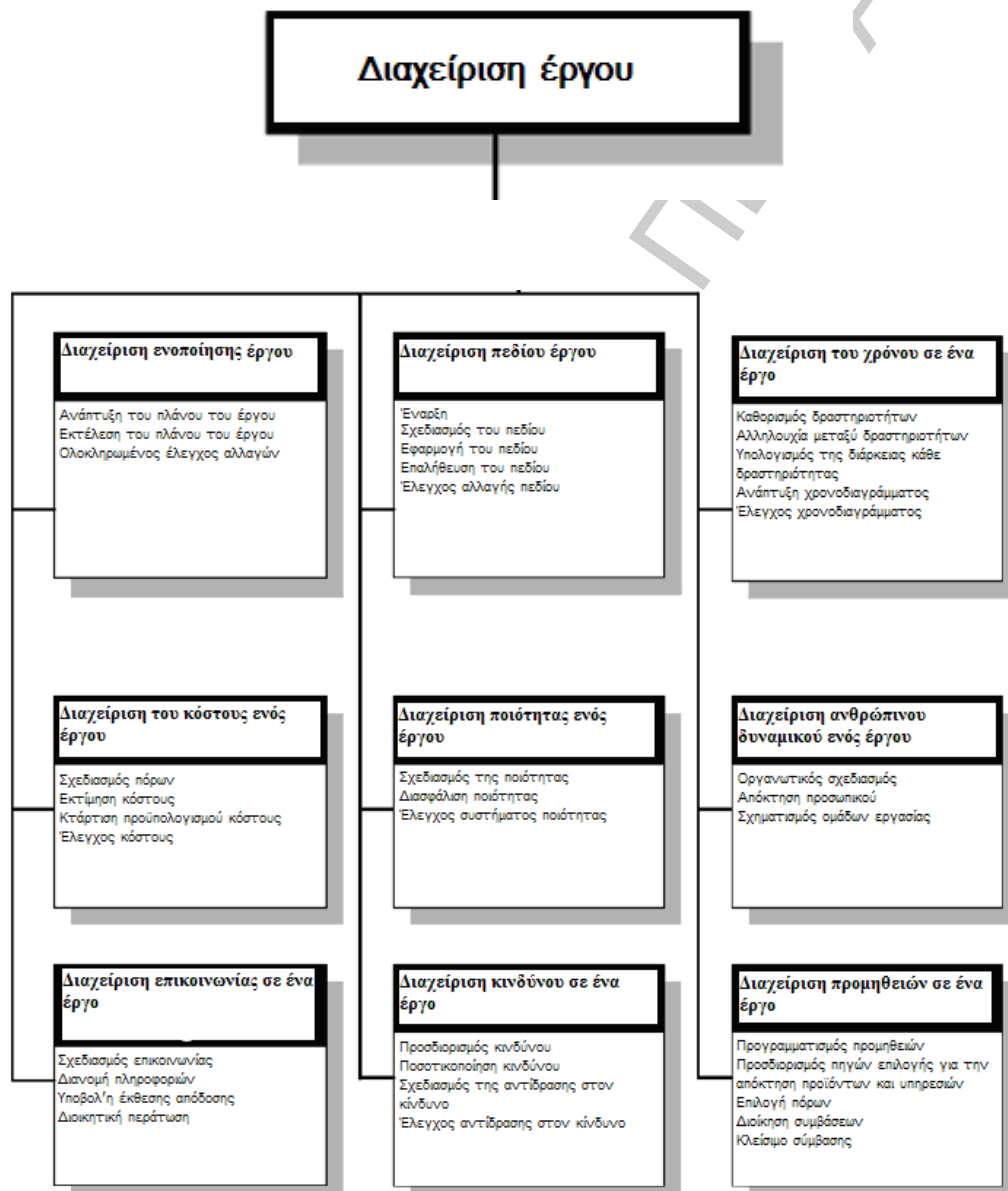 Διαχείριση έργου
Διαχείριση ενοποίησης έργου
Ανάπτυξη του πλάνου του έργου
Εκτέλεση του πλάνου του έργου
Ολοκληρωμένος έλεγχος αλλαγών
Διαχείριση πεδίου έργου
Έναρξη
Σχεδιασμός του πεδίου
Εφαρμογή του πεδίου
Επαλήθευση του πεδίου
Έλεγχος αλλαγής πεδίου
Διαχείριση του χρόνου σε ένα
έργο
Καθορισμός δραστηριοτήτων
Αλληλουχία μεταξύ δραστηριοτήτων
Υπολογισμός της διάρκειας κάθε
δραστηριότητας
Ανάπτυξη χρονοδιαγράμματος
Έλεγχος χρονοδιαγράμματος
Διαχείριση του κόστους ενός
έργου
Σχεδιασμός πόρων
Εκτίμηση κόστους
Κτάρτιση προϋπολογισμού κόστους
Έλεγχος κόστους
Διαχείριση ποιότητας ενός
έργου
Σχεδιασμός της ποιότητας
Διασφάλιση ποιότητας
Έλεγχος συστήματος ποιότητας
Διαχείριση ανθρώπινου
δυναμικού ενός έργου
Οργανωτικός σχεδιασμός
Απόκτηση προσωπικού
Σχηματισμός ομάδων εργασίας
Διαχείριση επικοινωνίας σε ένα
έργο
Σχεδιασμός επικοινωνίας
Διανομή πληροφοριών
Υποβολ'η έκθεσης απόδοσης
Διοικητική περάτωση
Διαχείριση κινδύνου σε ένα
έργο
Προσδιορισμός κινδύνου
Ποσοτικοποίηση κινδύνου
Σχεδιασμός της αντίδρασης στον
κίνδυνο
Έλεγχος αντίδρασης στον κίνδυνο
Διαχείριση προμηθειών σε ένα
έργο
Προγραμματισμός προμηθειών
Προσδιορισμός πηγών επιλογής για την
απόκτηση προϊόντων και υπηρεσιών
Επιλογή πόρων
Διοίκηση συμβάσεων
Κλείσιμο σύμβασης